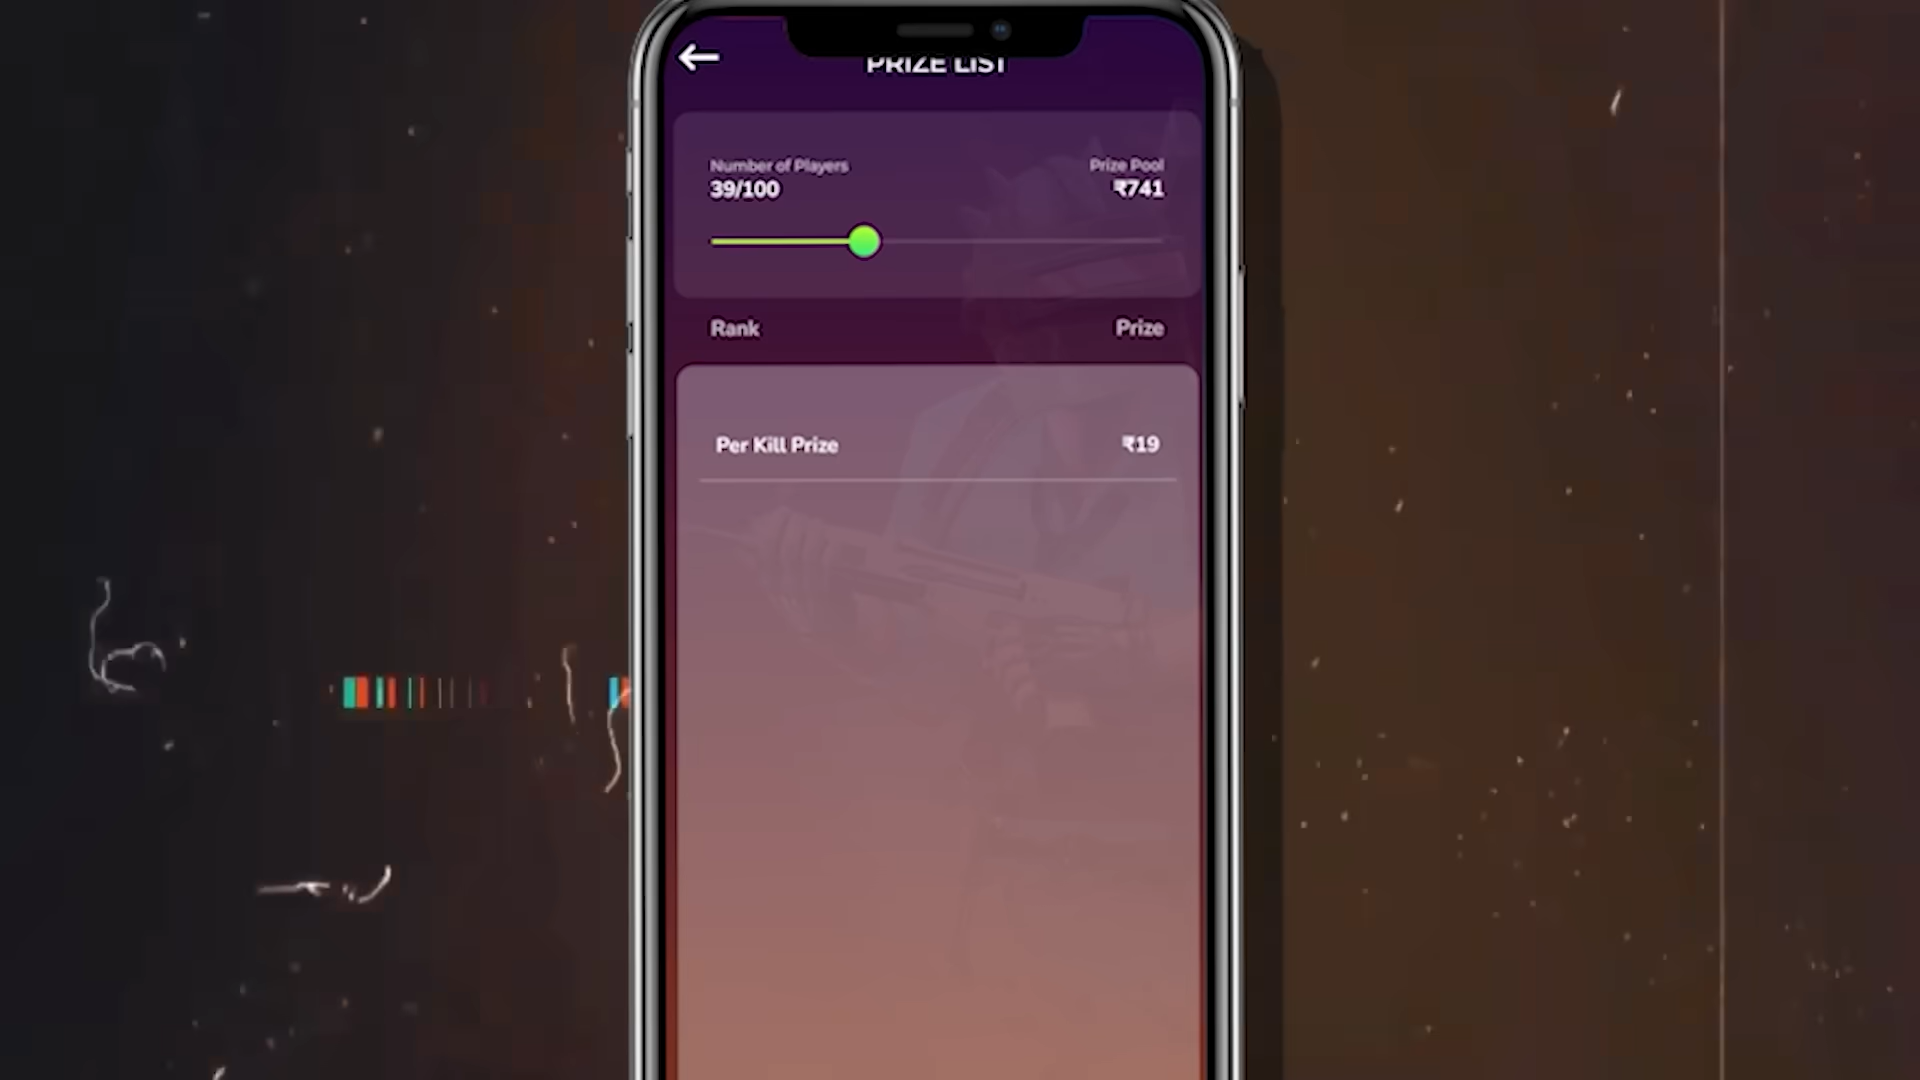 PRIZE LIST
Number of Players
Prize Pool
39/100
₹741
Rank
Prize
Per Kill Prize
₹19